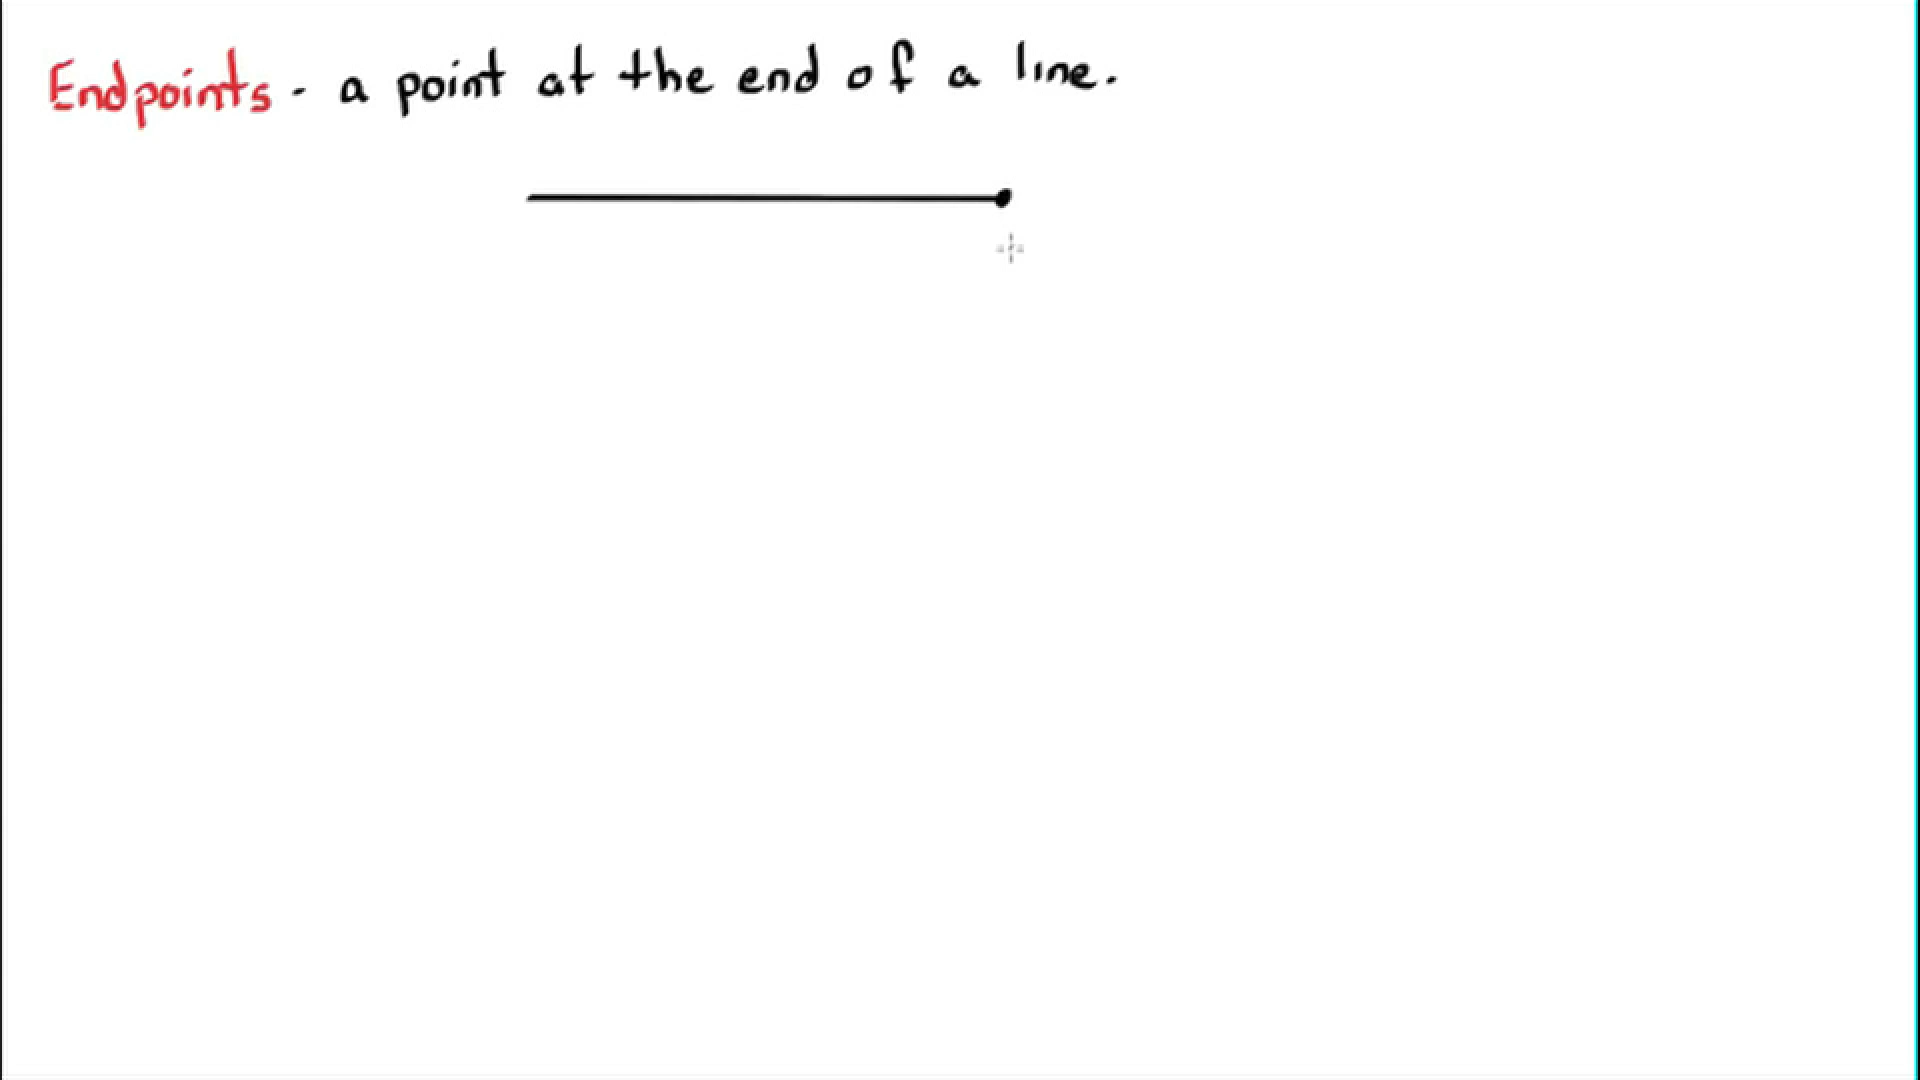 Endpoints - a point at the end of a line.